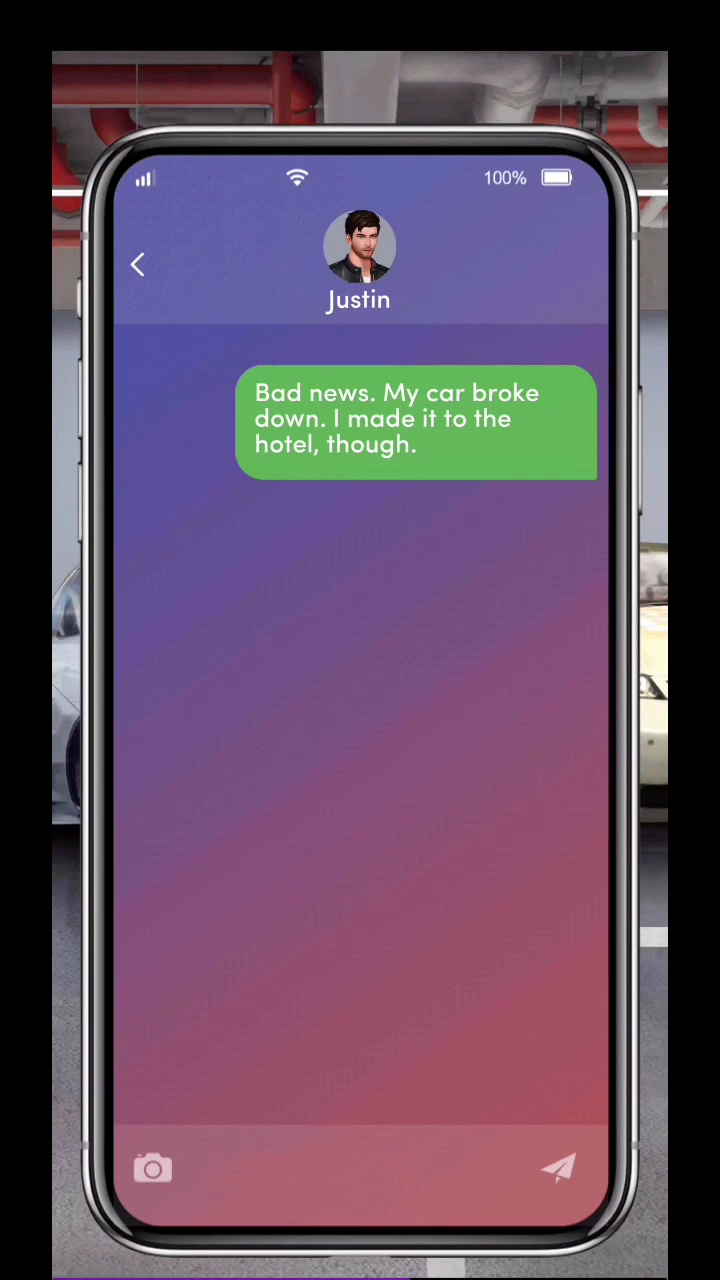 100%
Justin
Bad news. My car broke
down. I made it to the
hotel, though.